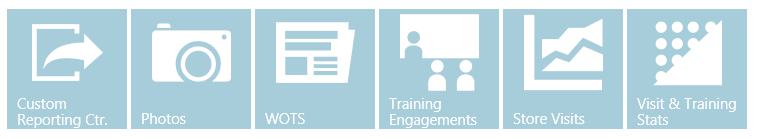 Custom
Reporting Ctr.
Photos
WOTS
Training
Engagements
Store Visits
Visit & Training
Stats